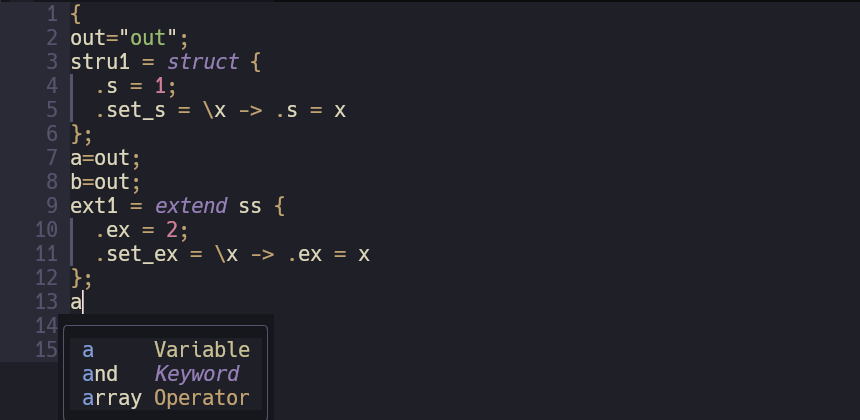 1 {
2 out="out";
3 stru1 = struct {
4   .s = 1;
5   .set_s = \x -> .s = x
6 };
7 a=out;
8 b=out;
9 ext1 = extend ss {
10   .ex = 2;
11   .set_ex = \x -> .ex = x
12 };
13 a
14
15
a Variable
and Keyword
array Operator